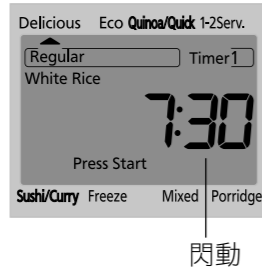 Delicious Eco Quinoa/Quick 1-2Serv.
Regular Timer1
White Rice
7:30
Press Start
Sushi/Curry Freeze Mixed Porridge
閃動